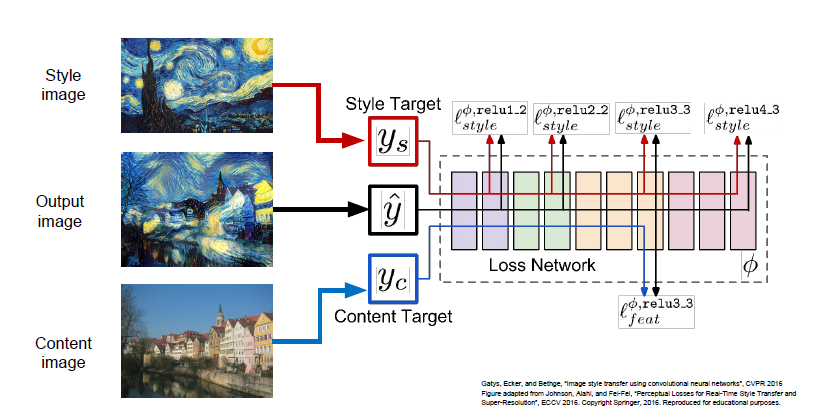 Style
image
Output
image
Content
image
Style Target
y_s
ŷ
y_c
Content Target
ℓ^{ϕ,relu1_2}_{style}
ℓ^{ϕ,relu2_2}_{style}
ℓ^{ϕ,relu3_3}_{style}
ℓ^{ϕ,relu4_3}_{style}
Loss Network
ϕ
ℓ^{ϕ,relu3_3}_{feat}
Gatys, Ecker, and Bethge, "Image style transfer using convolutional neural networks", CVPR 2016
Figure adapted from Johnson, Alahi, and Fei-Fei, "Perceptual Losses for Real-Time Style Transfer and
Super-Resolution", ECCV 2016. Copyright Springer, 2016. Reproduced for educational purposes.